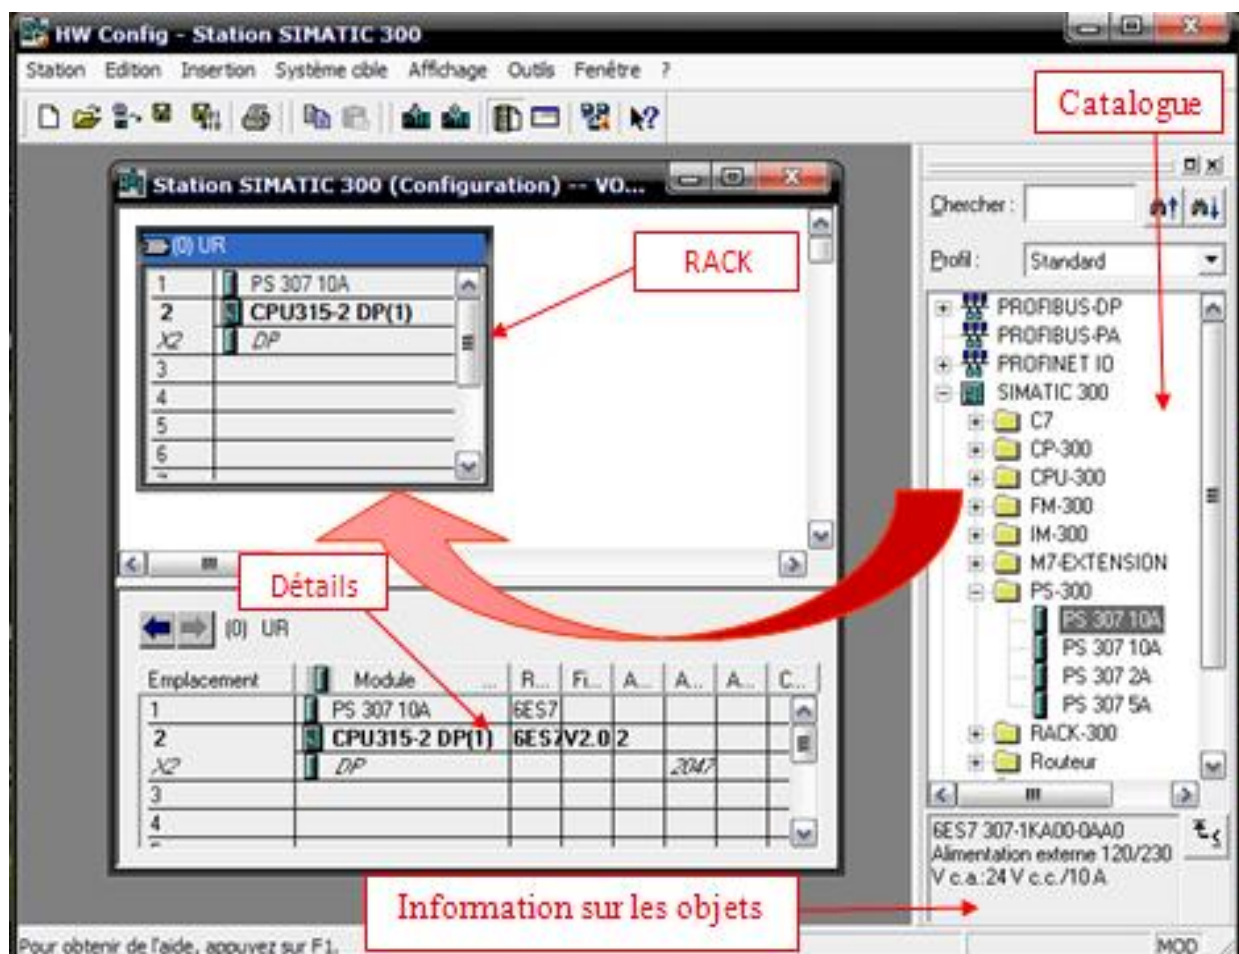 HW Config - Station SIMATIC 300
Station Edition Insertion Système cible Affichage Outils Fenêtre ?
Catalogue
Station SIMATIC 300 (Configuration) -- VO...
(0) UR
1 PS 307 10A
2 CPU315-2 DP(1)
X2 DP
3
4
5
6
RACK
Détails
(0) UR
Emplacement Module ... R... Fi... A... A... A... C...
1 PS 307 10A 6ES7
2 CPU315-2 DP(1) 6ES7 V2.0 2
X2 DP 2047
3
4
Chercher :
Profil : Standard
PROFIBUS-DP
PROFIBUS-PA
PROFINET IO
SIMATIC 300
C7
CP-300
CPU-300
FM-300
IM-300
M7-EXTENSION
PS-300
PS 307 10A
PS 307 10A
PS 307 2A
PS 307 5A
RACK-300
Routeur
6ES7 307-1KA00-0AA0
Alimentation externe 120/230
V c.a.:24 V c.c./10 A
Information sur les objets
Pour obtenir de l'aide, appuyez sur F1.
MOD